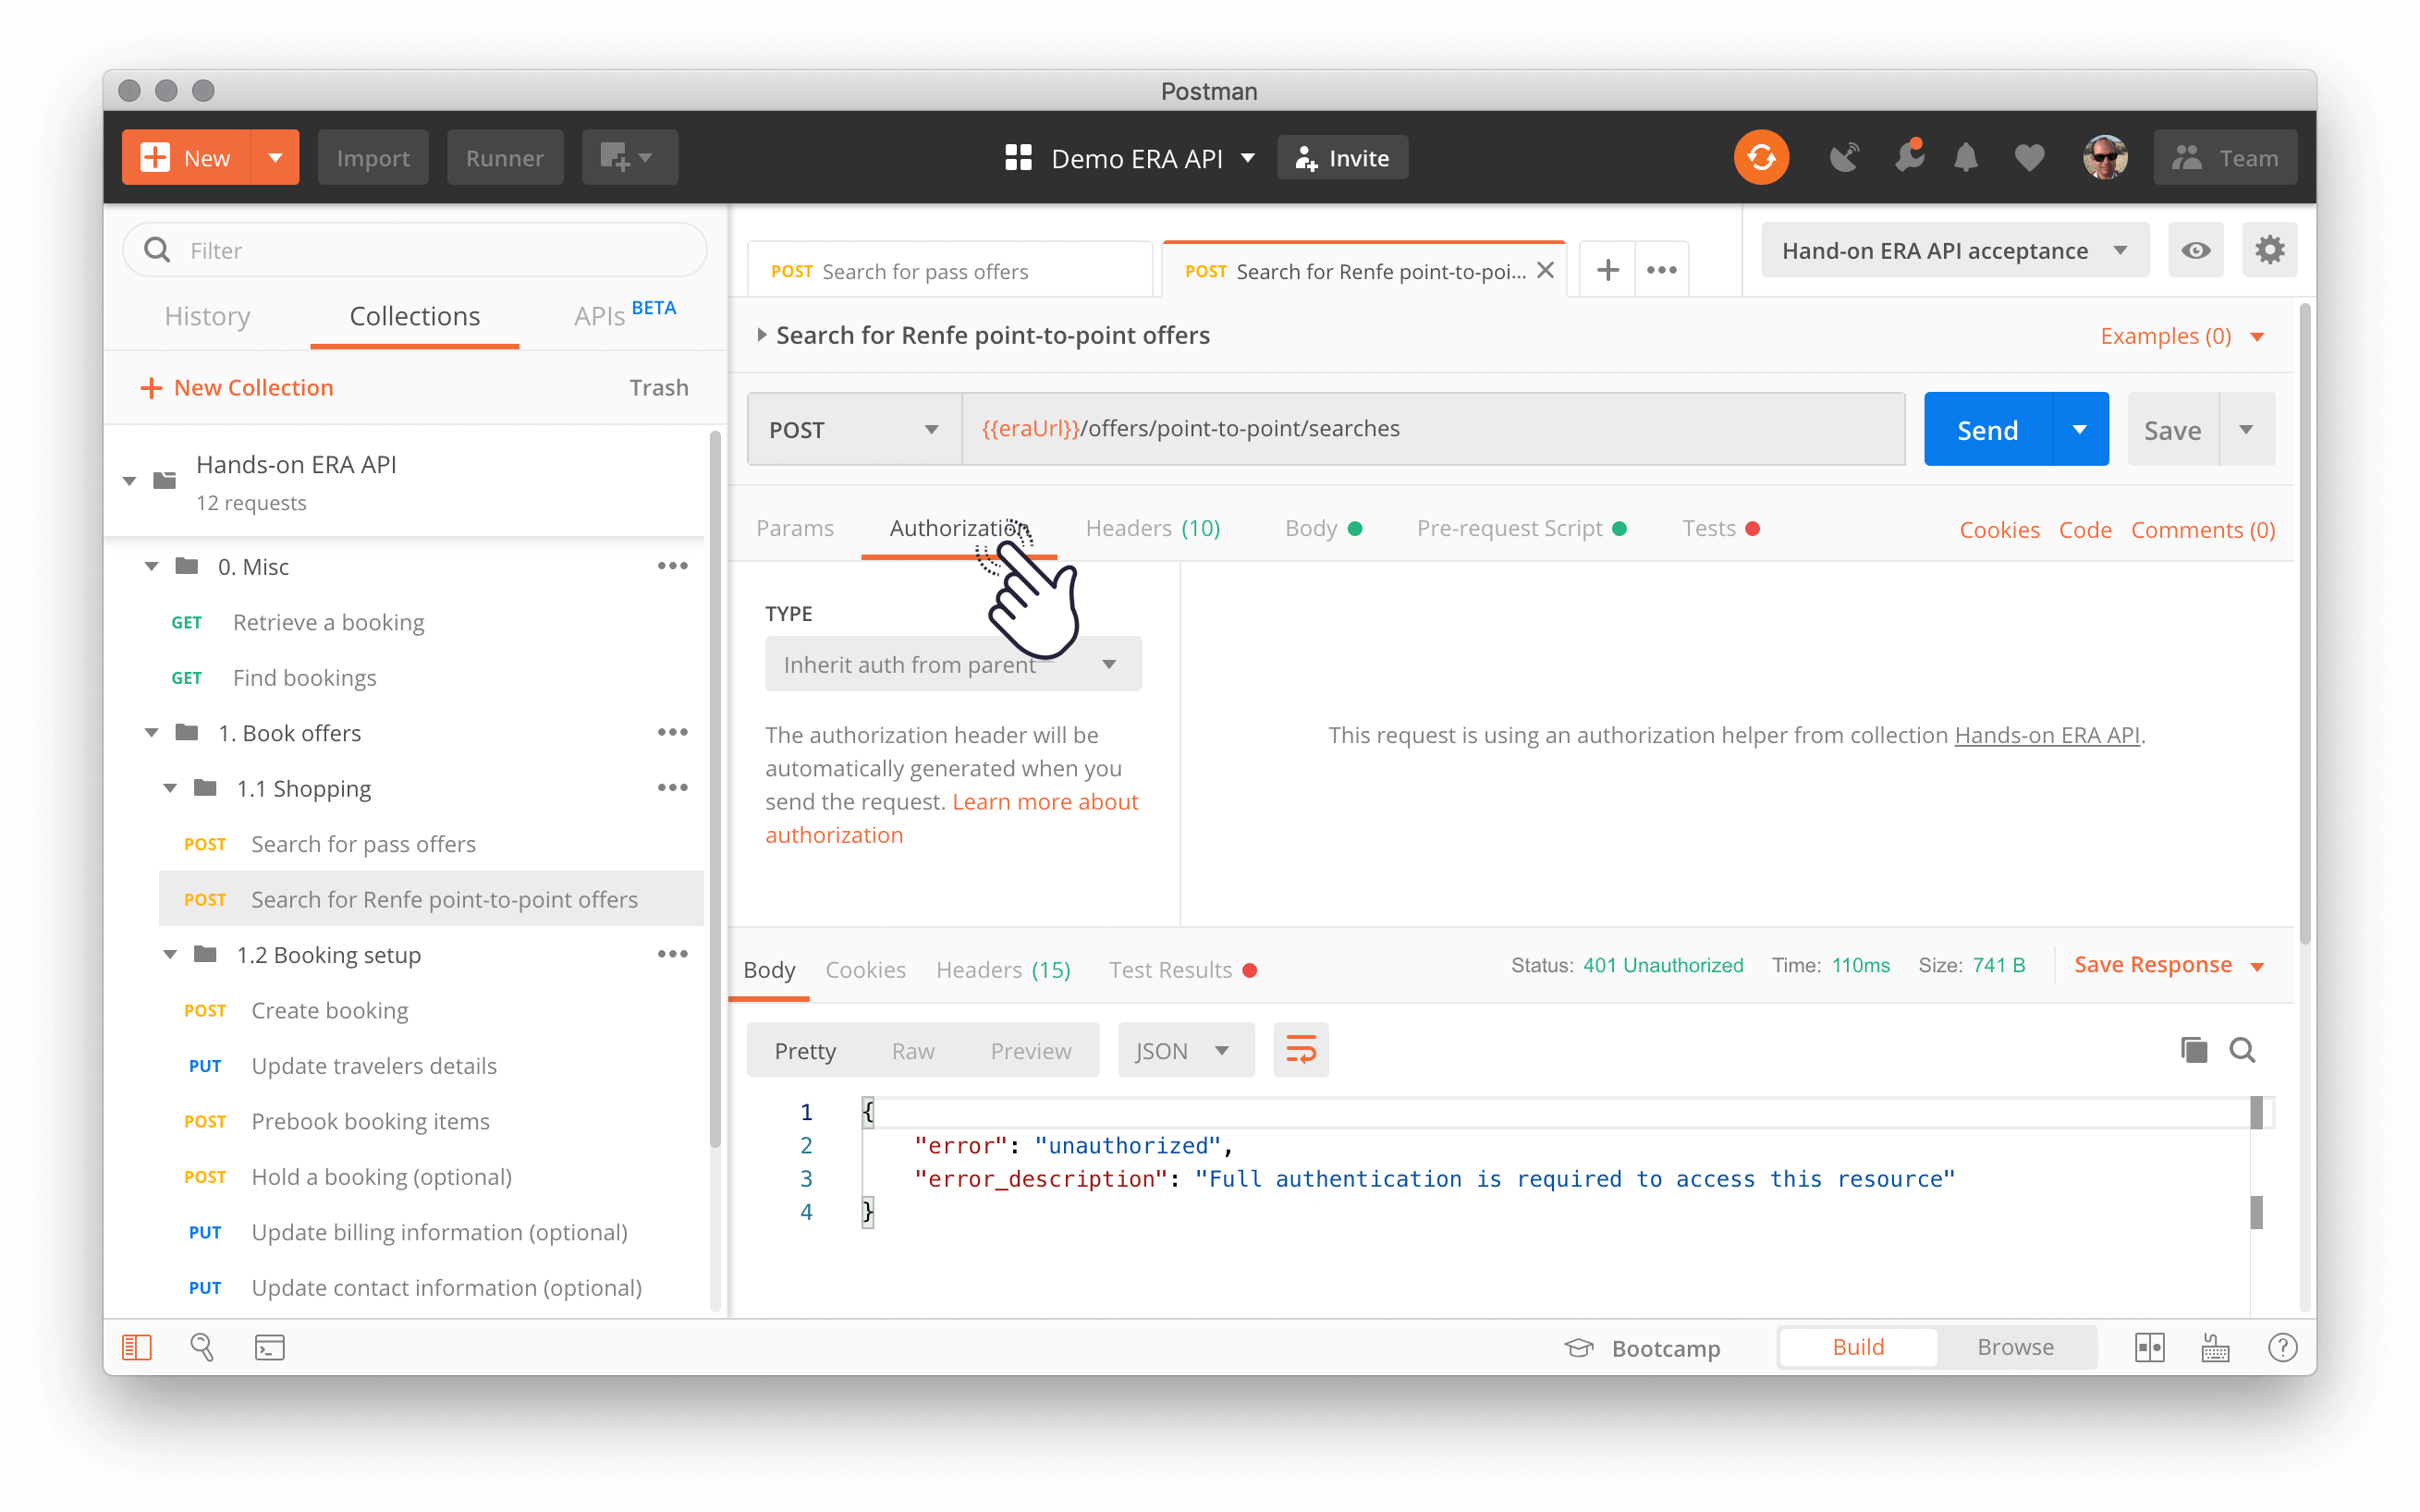 Postman
New
Import
Runner
Demo ERA API
Invite
Team
Filter
History
Collections
APIs BETA
New Collection
Trash
Hands-on ERA API
12 requests
0. Misc
GET Retrieve a booking
GET Find bookings
1. Book offers
1.1 Shopping
POST Search for pass offers
POST Search for Renfe point-to-point offers
1.2 Booking setup
POST Create booking
PUT Update travelers details
POST Prebook booking items
POST Hold a booking (optional)
PUT Update billing information (optional)
PUT Update contact information (optional)
POST Search for pass offers
POST Search for Renfe point-to-poi...
Hand-on ERA API acceptance
Search for Renfe point-to-point offers
Examples (0)
POST
{{eraUrl}}/offers/point-to-point/searches
Send
Save
Params
Authorization
Headers (10)
Body
Pre-request Script
Tests
Cookies
Code
Comments (0)
TYPE
Inherit auth from parent
The authorization header will be
automatically generated when you
send the request. Learn more about
authorization
This request is using an authorization helper from collection Hands-on ERA API.
Body
Cookies
Headers (15)
Test Results
Status: 401 Unauthorized
Time: 110ms
Size: 741 B
Save Response
Pretty
Raw
Preview
JSON
1 {
2 "error": "unauthorized",
3 "error_description": "Full authentication is required to access this resource"
4 }
Bootcamp
Build
Browse